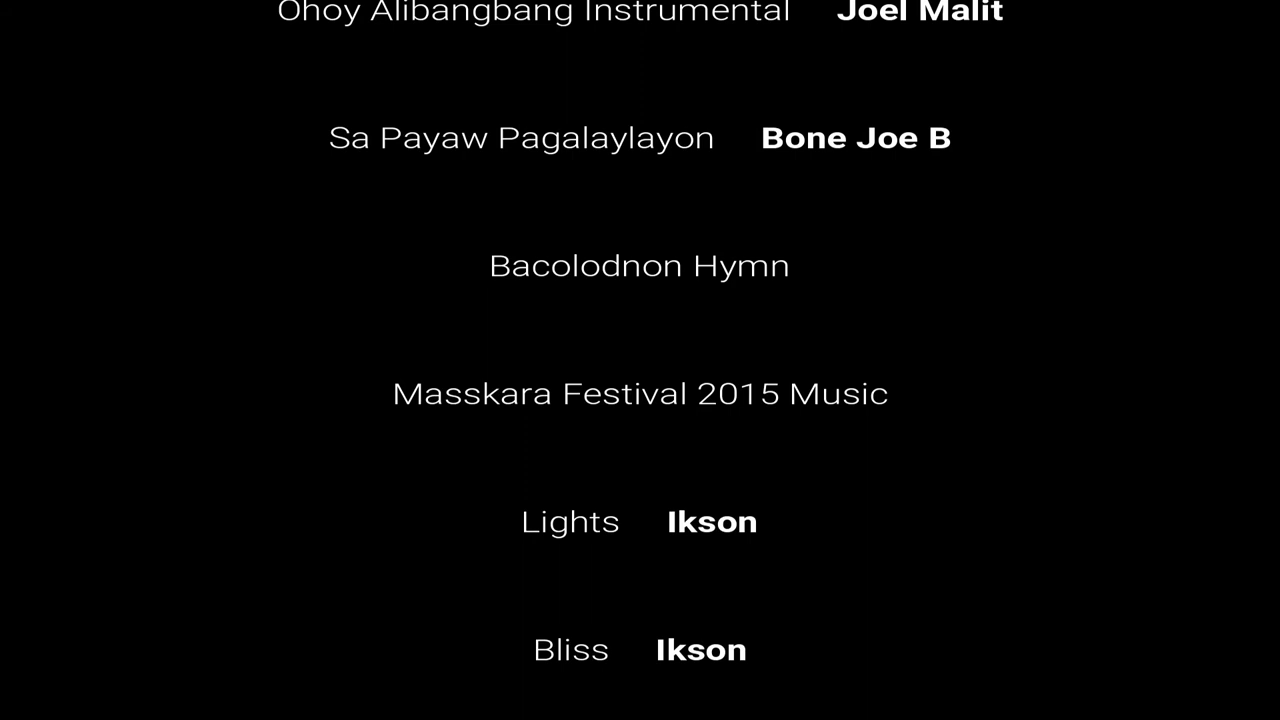 Ohoy Alibangbang Instrumental Joel Malit
Sa Payaw Pagalaylayon Bone Joe B
Bacolodnon Hymn
Masskara Festival 2015 Music
Lights Ikson
Bliss Ikson